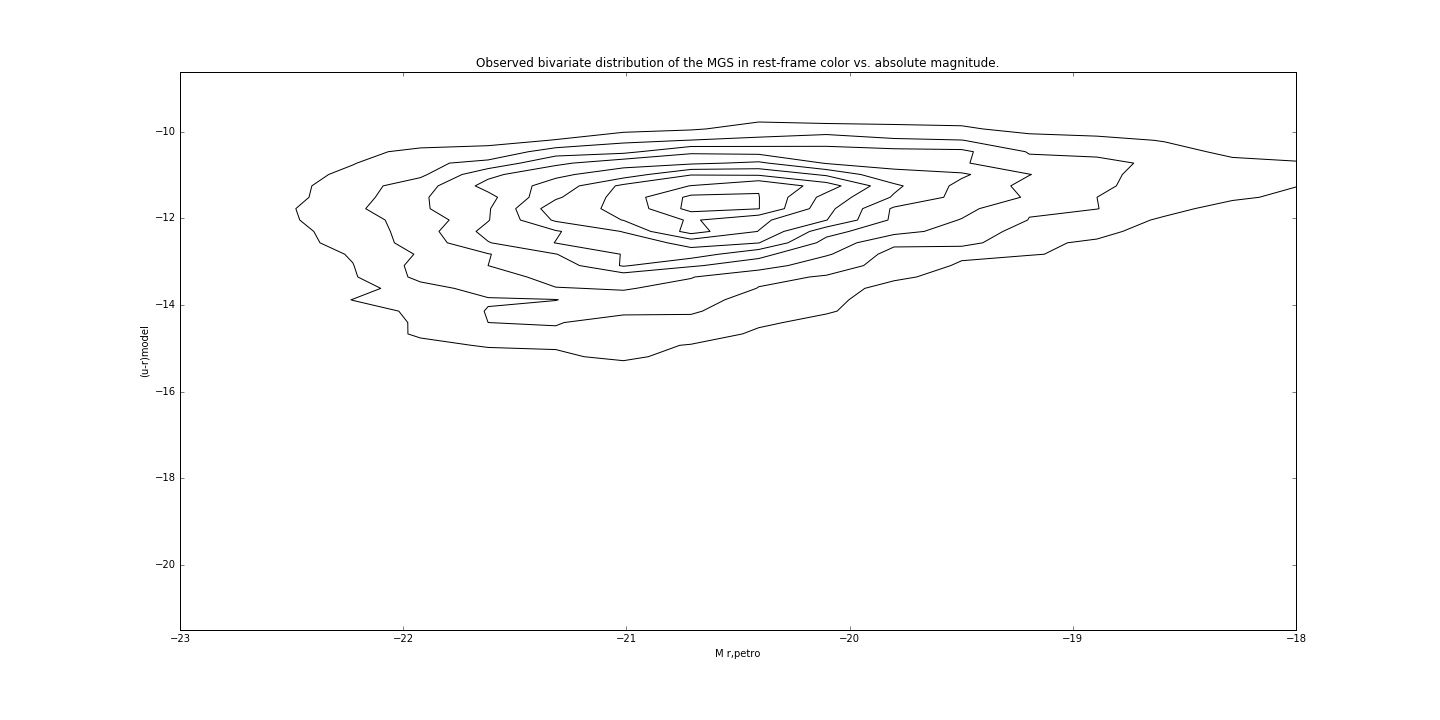 Observed bivariate distribution of the MGS in rest-frame color vs. absolute magnitude.
−10
−12
−14
(u-r)model
−16
−18
−20
−23 −22 −21 −20 −19 −18
M r,petro